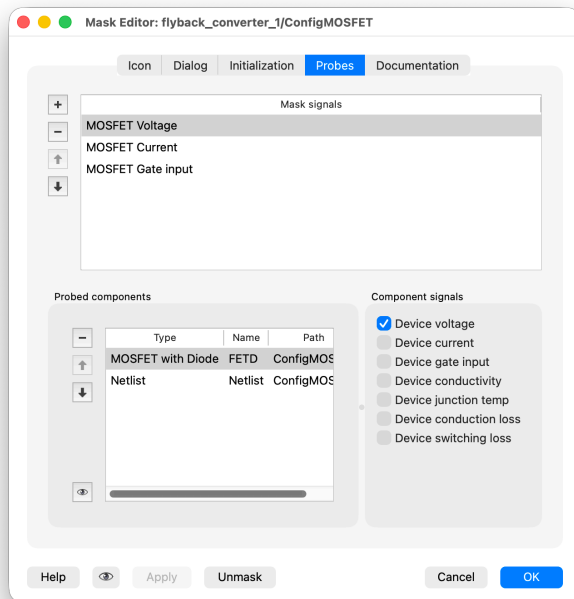 Mask Editor: flyback_converter_1/ConfigMOSFET
Icon Dialog Initialization Probes Documentation
Mask signals
MOSFET Voltage
MOSFET Current
MOSFET Gate input
Probed components
Type Name Path
MOSFET with Diode FETD ConfigMOS
Netlist Netlist ConfigMOS
Component signals
Device voltage
Device current
Device gate input
Device conductivity
Device junction temp
Device conduction loss
Device switching loss
Help Apply Unmask Cancel OK